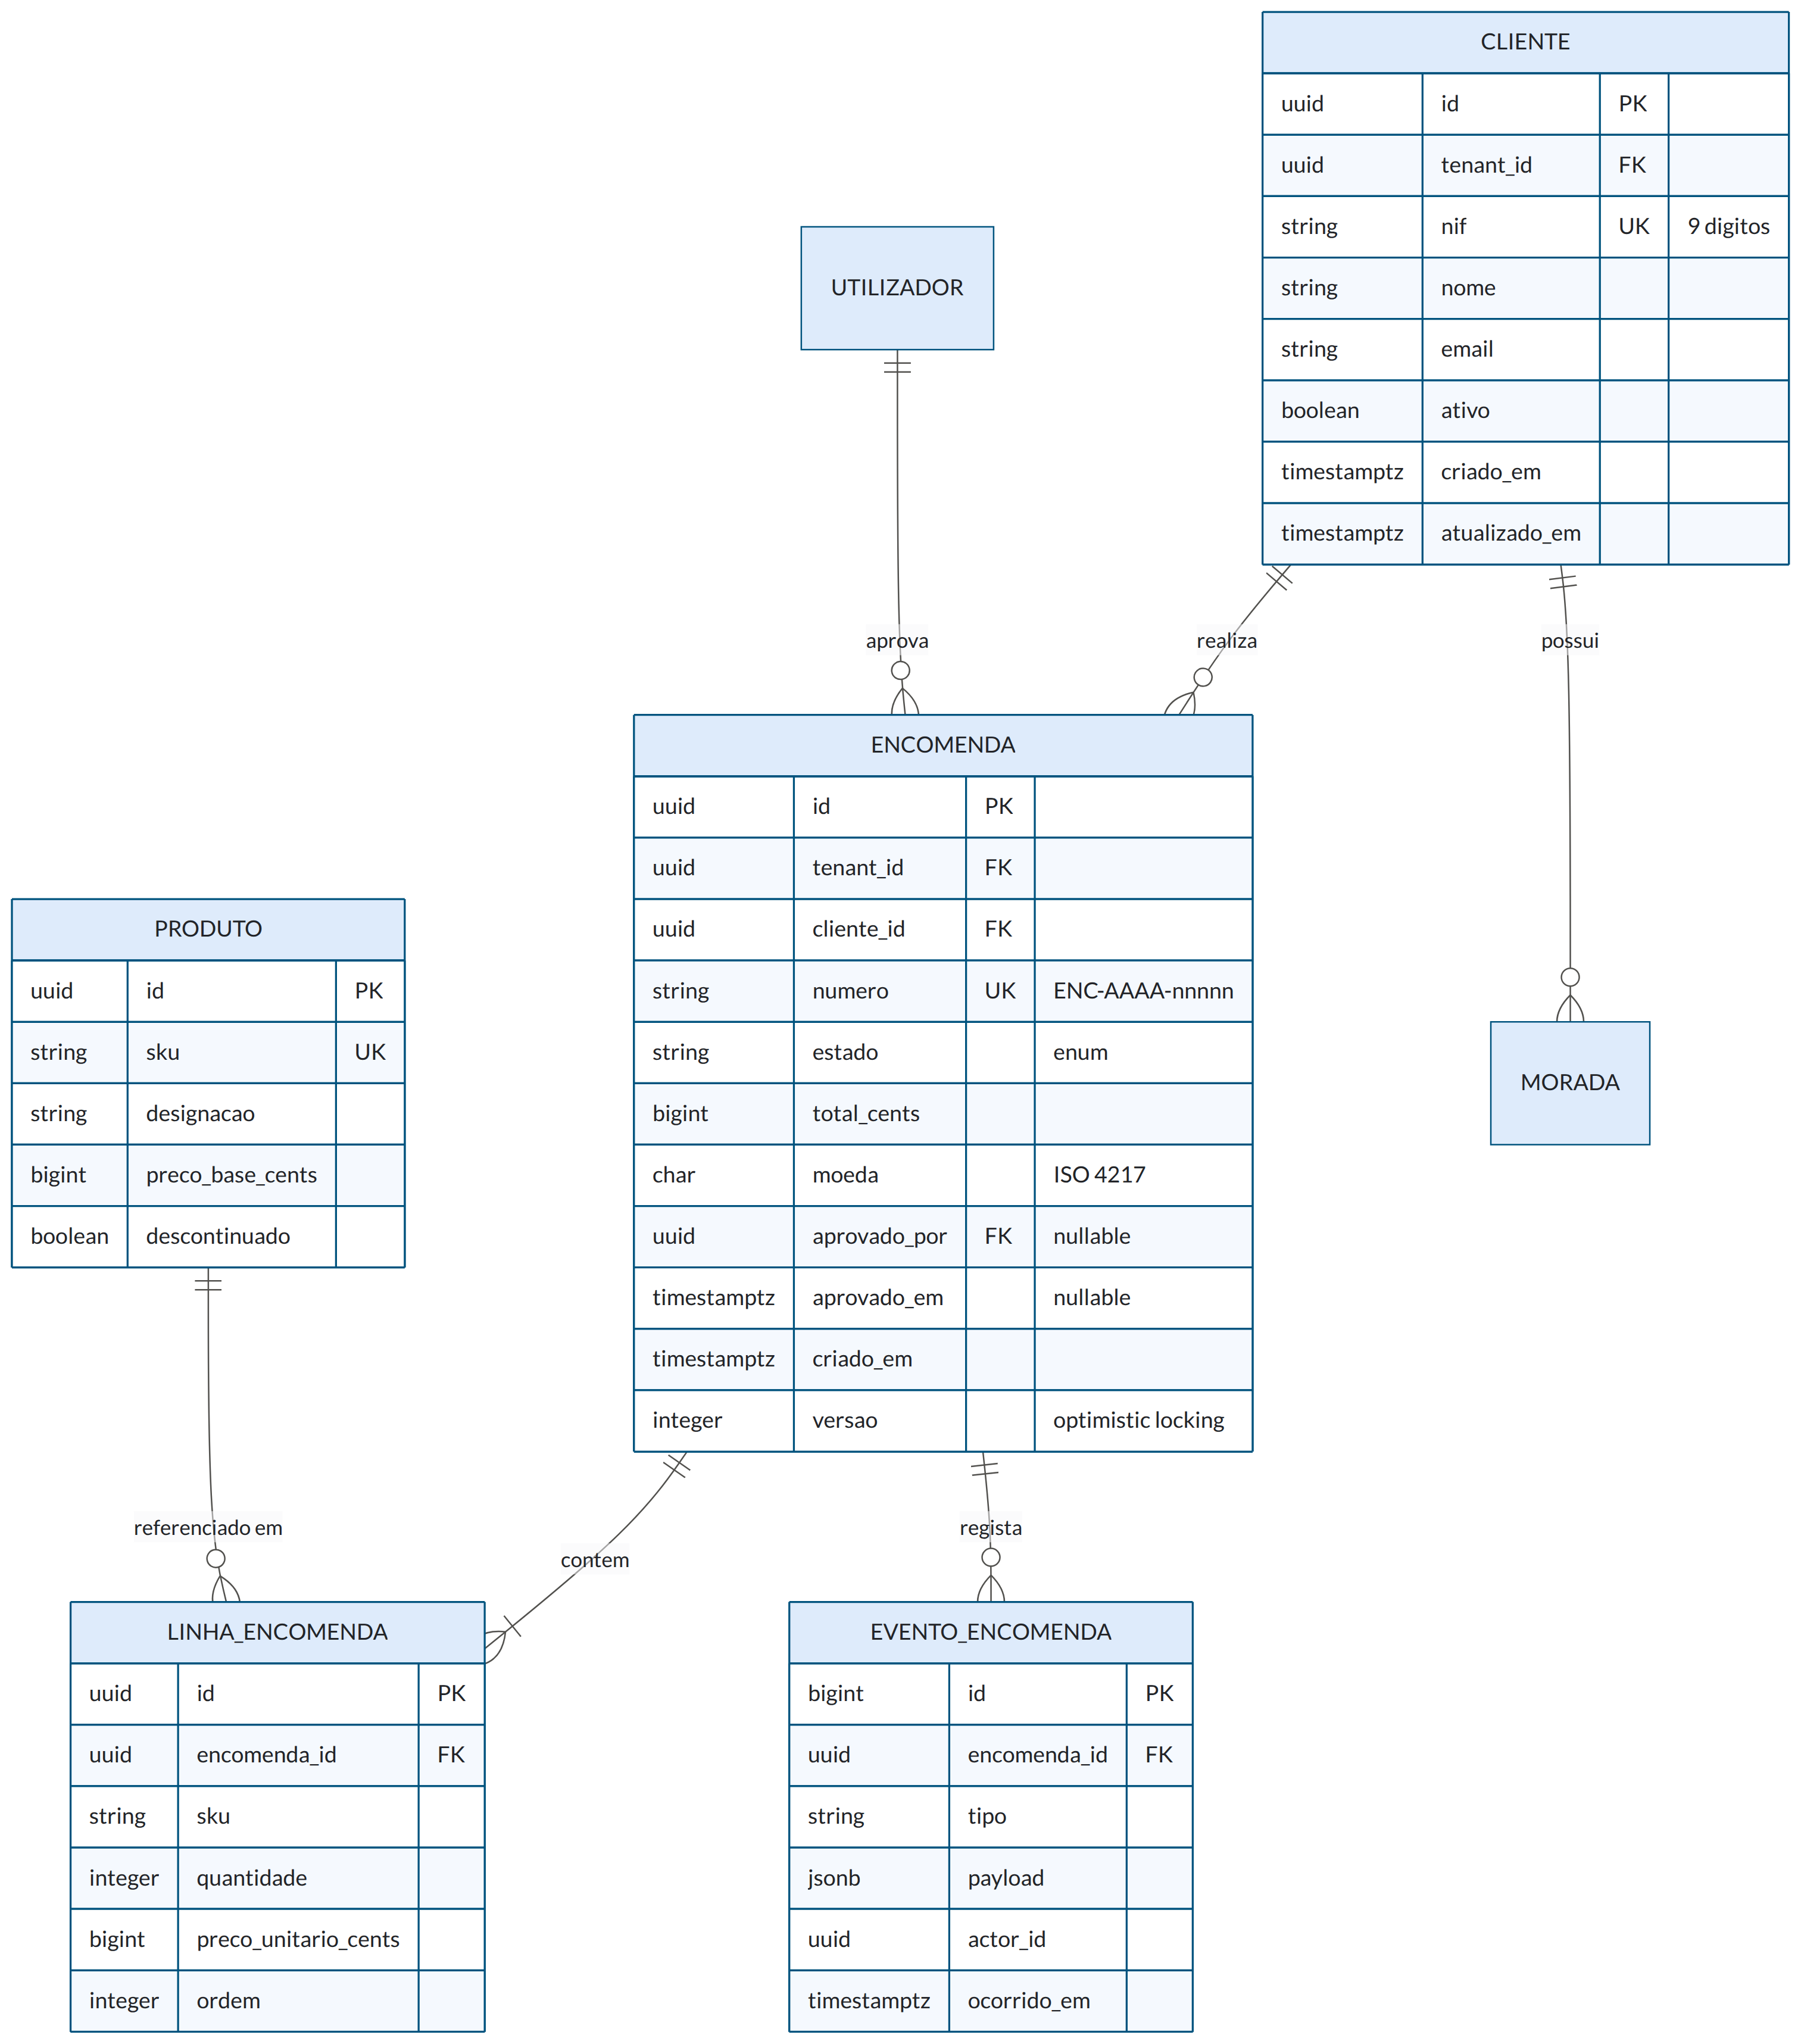 CLIENTE
uuid id PK
uuid tenant_id FK
string nif UK 9 digitos
string nome
string email
boolean ativo
timestamptz criado_em
timestamptz atualizado_em
UTILIZADOR
aprova
realiza
possui
ENCOMENDA
uuid id PK
uuid tenant_id FK
uuid cliente_id FK
string numero UK ENC-AAAA-nnnnn
string estado enum
bigint total_cents
char moeda ISO 4217
uuid aprovado_por FK nullable
timestamptz aprovado_em nullable
timestamptz criado_em
integer versao optimistic locking
PRODUTO
uuid id PK
string sku UK
string designacao
bigint preco_base_cents
boolean descontinuado
MORADA
referenciado em
contem
regista
LINHA_ENCOMENDA
uuid id PK
uuid encomenda_id FK
string sku
integer quantidade
bigint preco_unitario_cents
integer ordem
EVENTO_ENCOMENDA
bigint id PK
uuid encomenda_id FK
string tipo
jsonb payload
uuid actor_id
timestamptz ocorrido_em